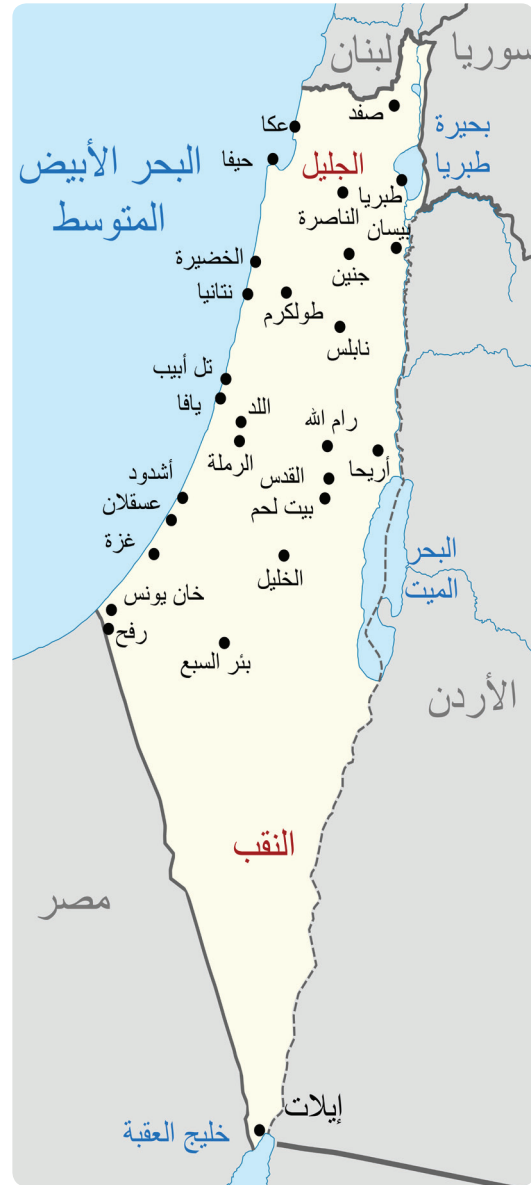 سوريا
لبنان
صفد
عكا
بحيرة
طبريا
حيفا
الجليل
البحر الأبيض
المتوسط
طبريا
الناصرة
بيسان
جنين
الخضيرة
نتانيا
طولكرم
نابلس
تل أبيب
يافا
اللد
رام الله
الرملة
أريحا
القدس
أشدود
بيت لحم
عسقلان
غزة
البحر
الميت
الخليل
خان يونس
رفح
بئر السبع
الأردن
النقب
مصر
إيلات
خليج العقبة